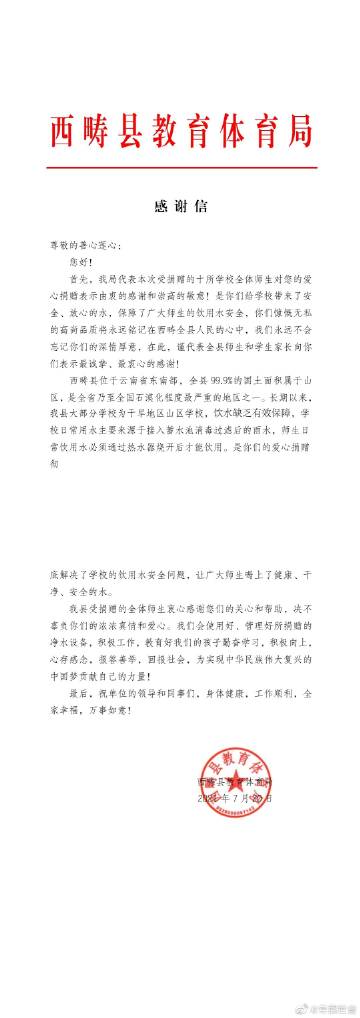 西畴县教育体育局
感谢信
尊敬的善心莲心：
您好！
首先，我局代表本次受捐赠的十所学校全体师生对您的爱
心捐赠表示由衷的感谢和崇高的敬意！是你们给学校带来了安
全、放心的水，保障了广大师生的饮用水安全，你们慷慨无私
的高尚品质将永远铭记在西畴全县人民的心中，我们永远不会
忘记你们的深情厚意，在此，谨代表全县师生和学生家长向你
们表示最诚挚、最衷心的感谢！
西畴县位于云南省东南部，全县99.9%的国土面积属于山
区，是全省乃至全国石漠化程度最严重的地区之一。长期以来，
我县大部分学校为干旱地区山区学校，饮水缺乏有效保障，学
校日常用水主要来源于接入蓄水池消毒过滤后的雨水，师生日
常饮用水必须通过热水器烧开后才能饮用。是你们的爱心捐赠
彻
底解决了学校的饮用水安全问题，让广大师生喝上了健康、干
净、安全的水。
我县受捐赠的全体师生衷心感谢您们的关心和帮助，决不
辜负你们的浓浓真情和爱心。我们会使用好、管理好所捐赠的
净水设备，积极工作，教育好我们的孩子勤奋学习，积极向上，
心存感念，报答善举，回报社会，为实现中华民族伟大复兴的
中国梦贡献自己的力量！
最后，祝单位的领导和同事们，身体健康，工作顺利，全
家幸福，万事如意！
西畴县教育体育局
年7月 日